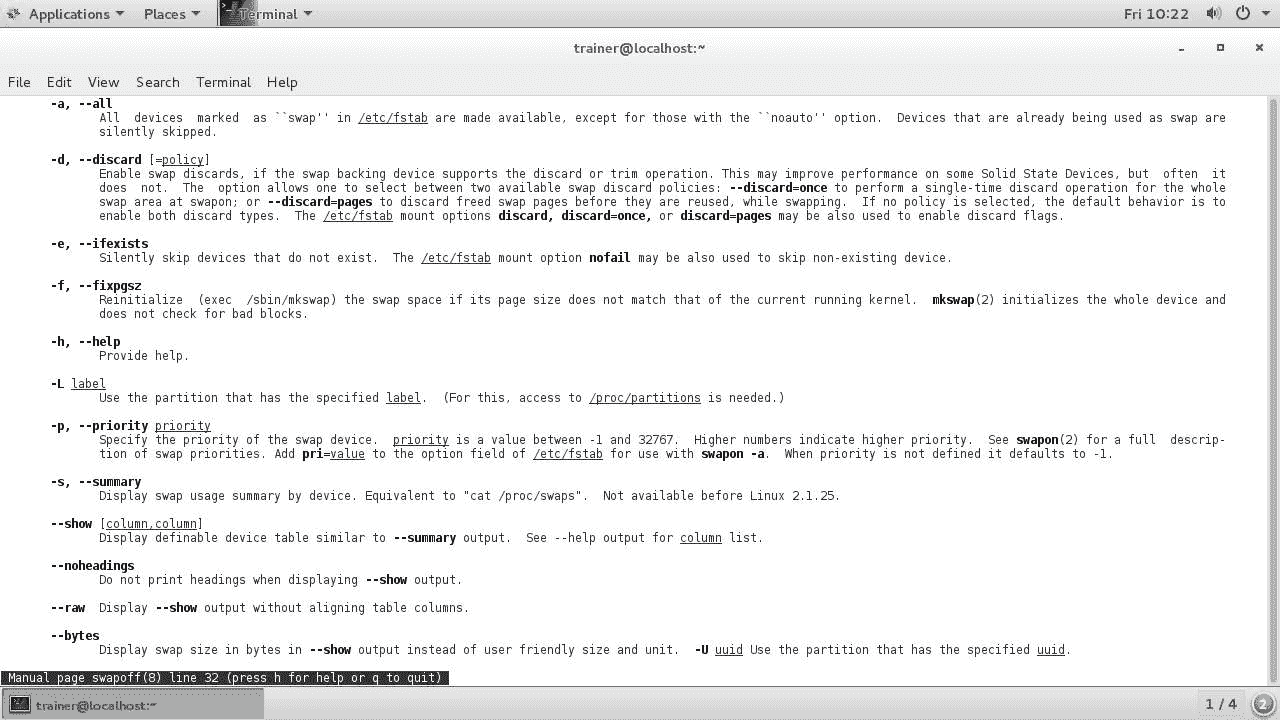 Applications Places Terminal Fri 10:22
trainer@localhost:~
File Edit View Search Terminal Help
-a, --all
All devices marked as ``swap'' in /etc/fstab are made available, except for those with the ``noauto'' option. Devices that are already being used as swap are
silently skipped.
-d, --discard [=policy]
Enable swap discards, if the swap backing device supports the discard or trim operation. This may improve performance on some Solid State Devices, but often it
does not. The option allows one to select between two available swap discard policies: --discard=once to perform a single-time discard operation for the whole
swap area at swapon; or --discard=pages to discard freed swap pages before they are reused, while swapping. If no policy is selected, the default behavior is to
enable both discard types. The /etc/fstab mount options discard, discard=once, or discard=pages may be also used to enable discard flags.
-e, --ifexists
Silently skip devices that do not exist. The /etc/fstab mount option nofail may be also used to skip non-existing device.
-f, --fixpgsz
Reinitialize (exec /sbin/mkswap) the swap space if its page size does not match that of the current running kernel. mkswap(2) initializes the whole device and
does not check for bad blocks.
-h, --help
Provide help.
-L label
Use the partition that has the specified label. (For this, access to /proc/partitions is needed.)
-p, --priority priority
Specify the priority of the swap device. priority is a value between -1 and 32767. Higher numbers indicate higher priority. See swapon(2) for a full descrip-
tion of swap priorities. Add pri=value to the option field of /etc/fstab for use with swapon -a. When priority is not defined it defaults to -1.
-s, --summary
Display swap usage summary by device. Equivalent to "cat /proc/swaps". Not available before Linux 2.1.25.
--show [column,column]
Display definable device table similar to --summary output. See --help output for column list.
--noheadings
Do not print headings when displaying --show output.
--raw Display --show output without aligning table columns.
--bytes
Display swap size in bytes in --show output instead of user friendly size and unit. -U uuid Use the partition that has the specified uuid.
Manual page swapoff(8) line 32 (press h for help or q to quit)
trainer@localhost:~ 1 / 4 2